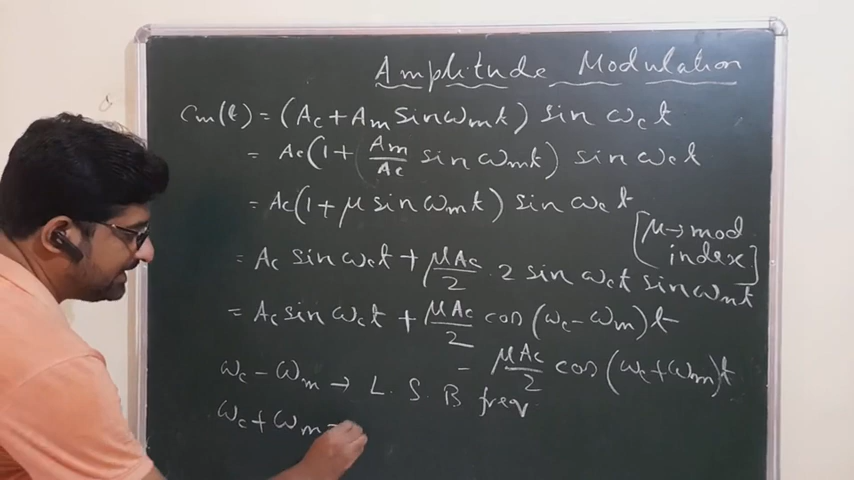 Amplitude Modulation
Cm(t) = (Ac + Am sin ωmt) sin ωc t
= Ac(1 + Am/Ac sin ωmt) sin ωct
= Ac(1 + μ sin ωmt) sin ωc t
[μ → mod index]
= Ac sin ωct + μAc/2 . 2 sin ωct sin ωmt
= Ac sin ωct + μAc/2 cos (ωc - ωm)t
- μAc/2 cos (ωc + ωm)t
ωc - ωm → L. S. B freq
ωc + ωm -